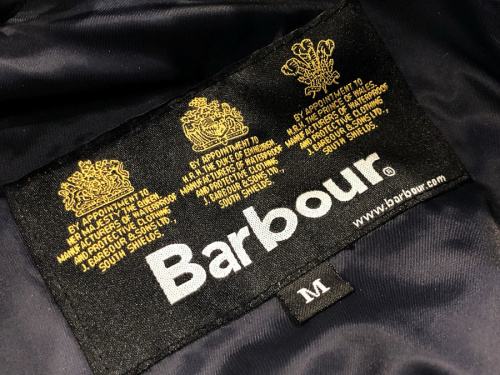 BY APPOINTMENT TO
HER MAJESTY THE QUEEN
MANUFACTURERS OF WATERPROOF
AND PROTECTIVE CLOTHING
J. BARBOUR & SONS LTD.,
SOUTH SHIELDS.
BY APPOINTMENT TO
H.R.H. THE DUKE OF EDINBURGH
MANUFACTURERS OF WATERPROOF
AND PROTECTIVE CLOTHING
J. BARBOUR & SONS LTD.,
SOUTH SHIELDS.
BY APPOINTMENT TO
H.R.H. THE PRINCE OF WALES.
MANUFACTURERS OF WATERPROOF
AND PROTECTIVE CLOTHING
J. BARBOUR & SONS LTD.,
SOUTH SHIELDS.
Barbour®
www.barbour.com
M